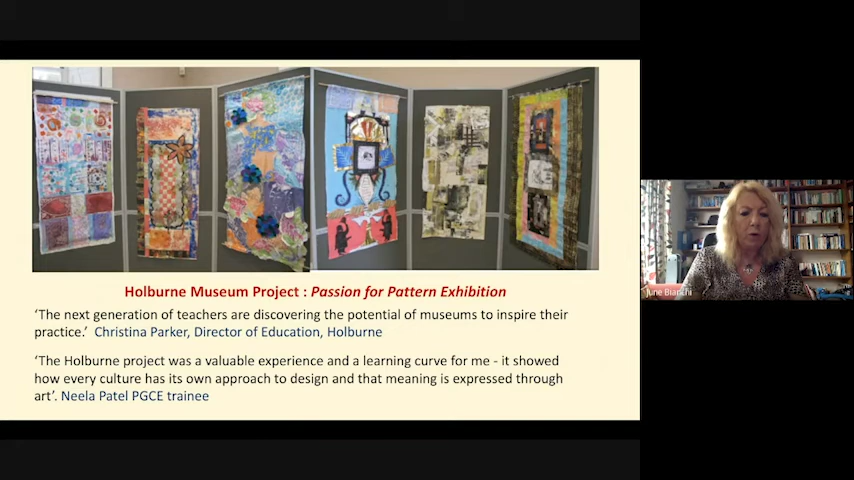 Holburne Museum Project : Passion for Pattern Exhibition
‘The next generation of teachers are discovering the potential of museums to inspire their
practice.’ Christina Parker, Director of Education, Holburne
‘The Holburne project was a valuable experience and a learning curve for me - it showed
how every culture has its own approach to design and that meaning is expressed through
art’. Neela Patel PGCE trainee
June Bianchi